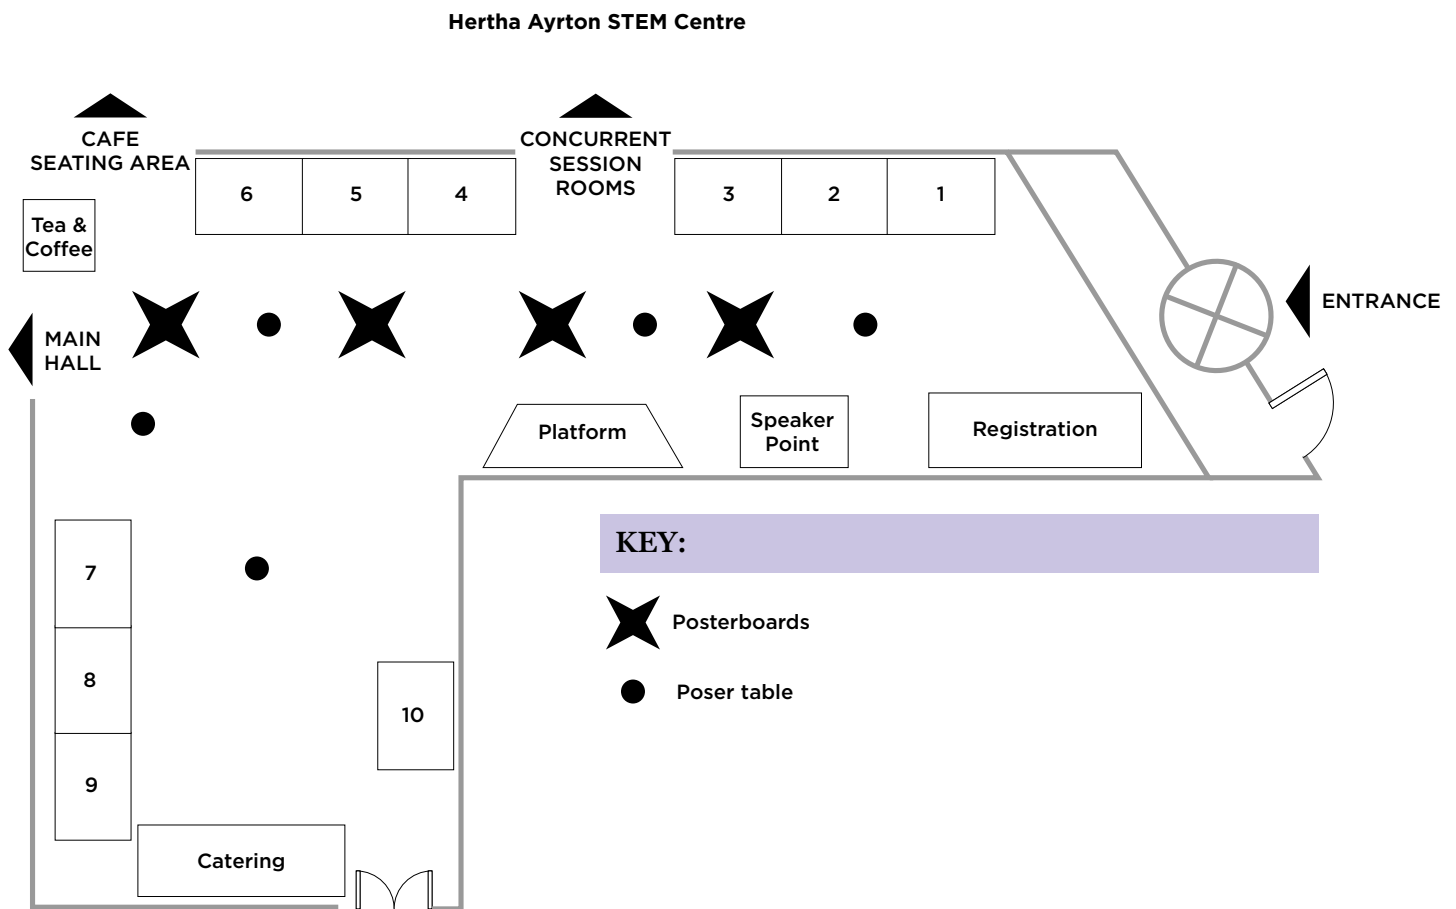 Hertha Ayrton STEM Centre
CAFE
SEATING AREA
CONCURRENT
SESSION
ROOMS
6
5
4
3
2
1
Tea &
Coffee
ENTRANCE
MAIN
HALL
Platform
Speaker
Point
Registration
KEY:
7
Posterboards
8
Poser table
10
9
Catering